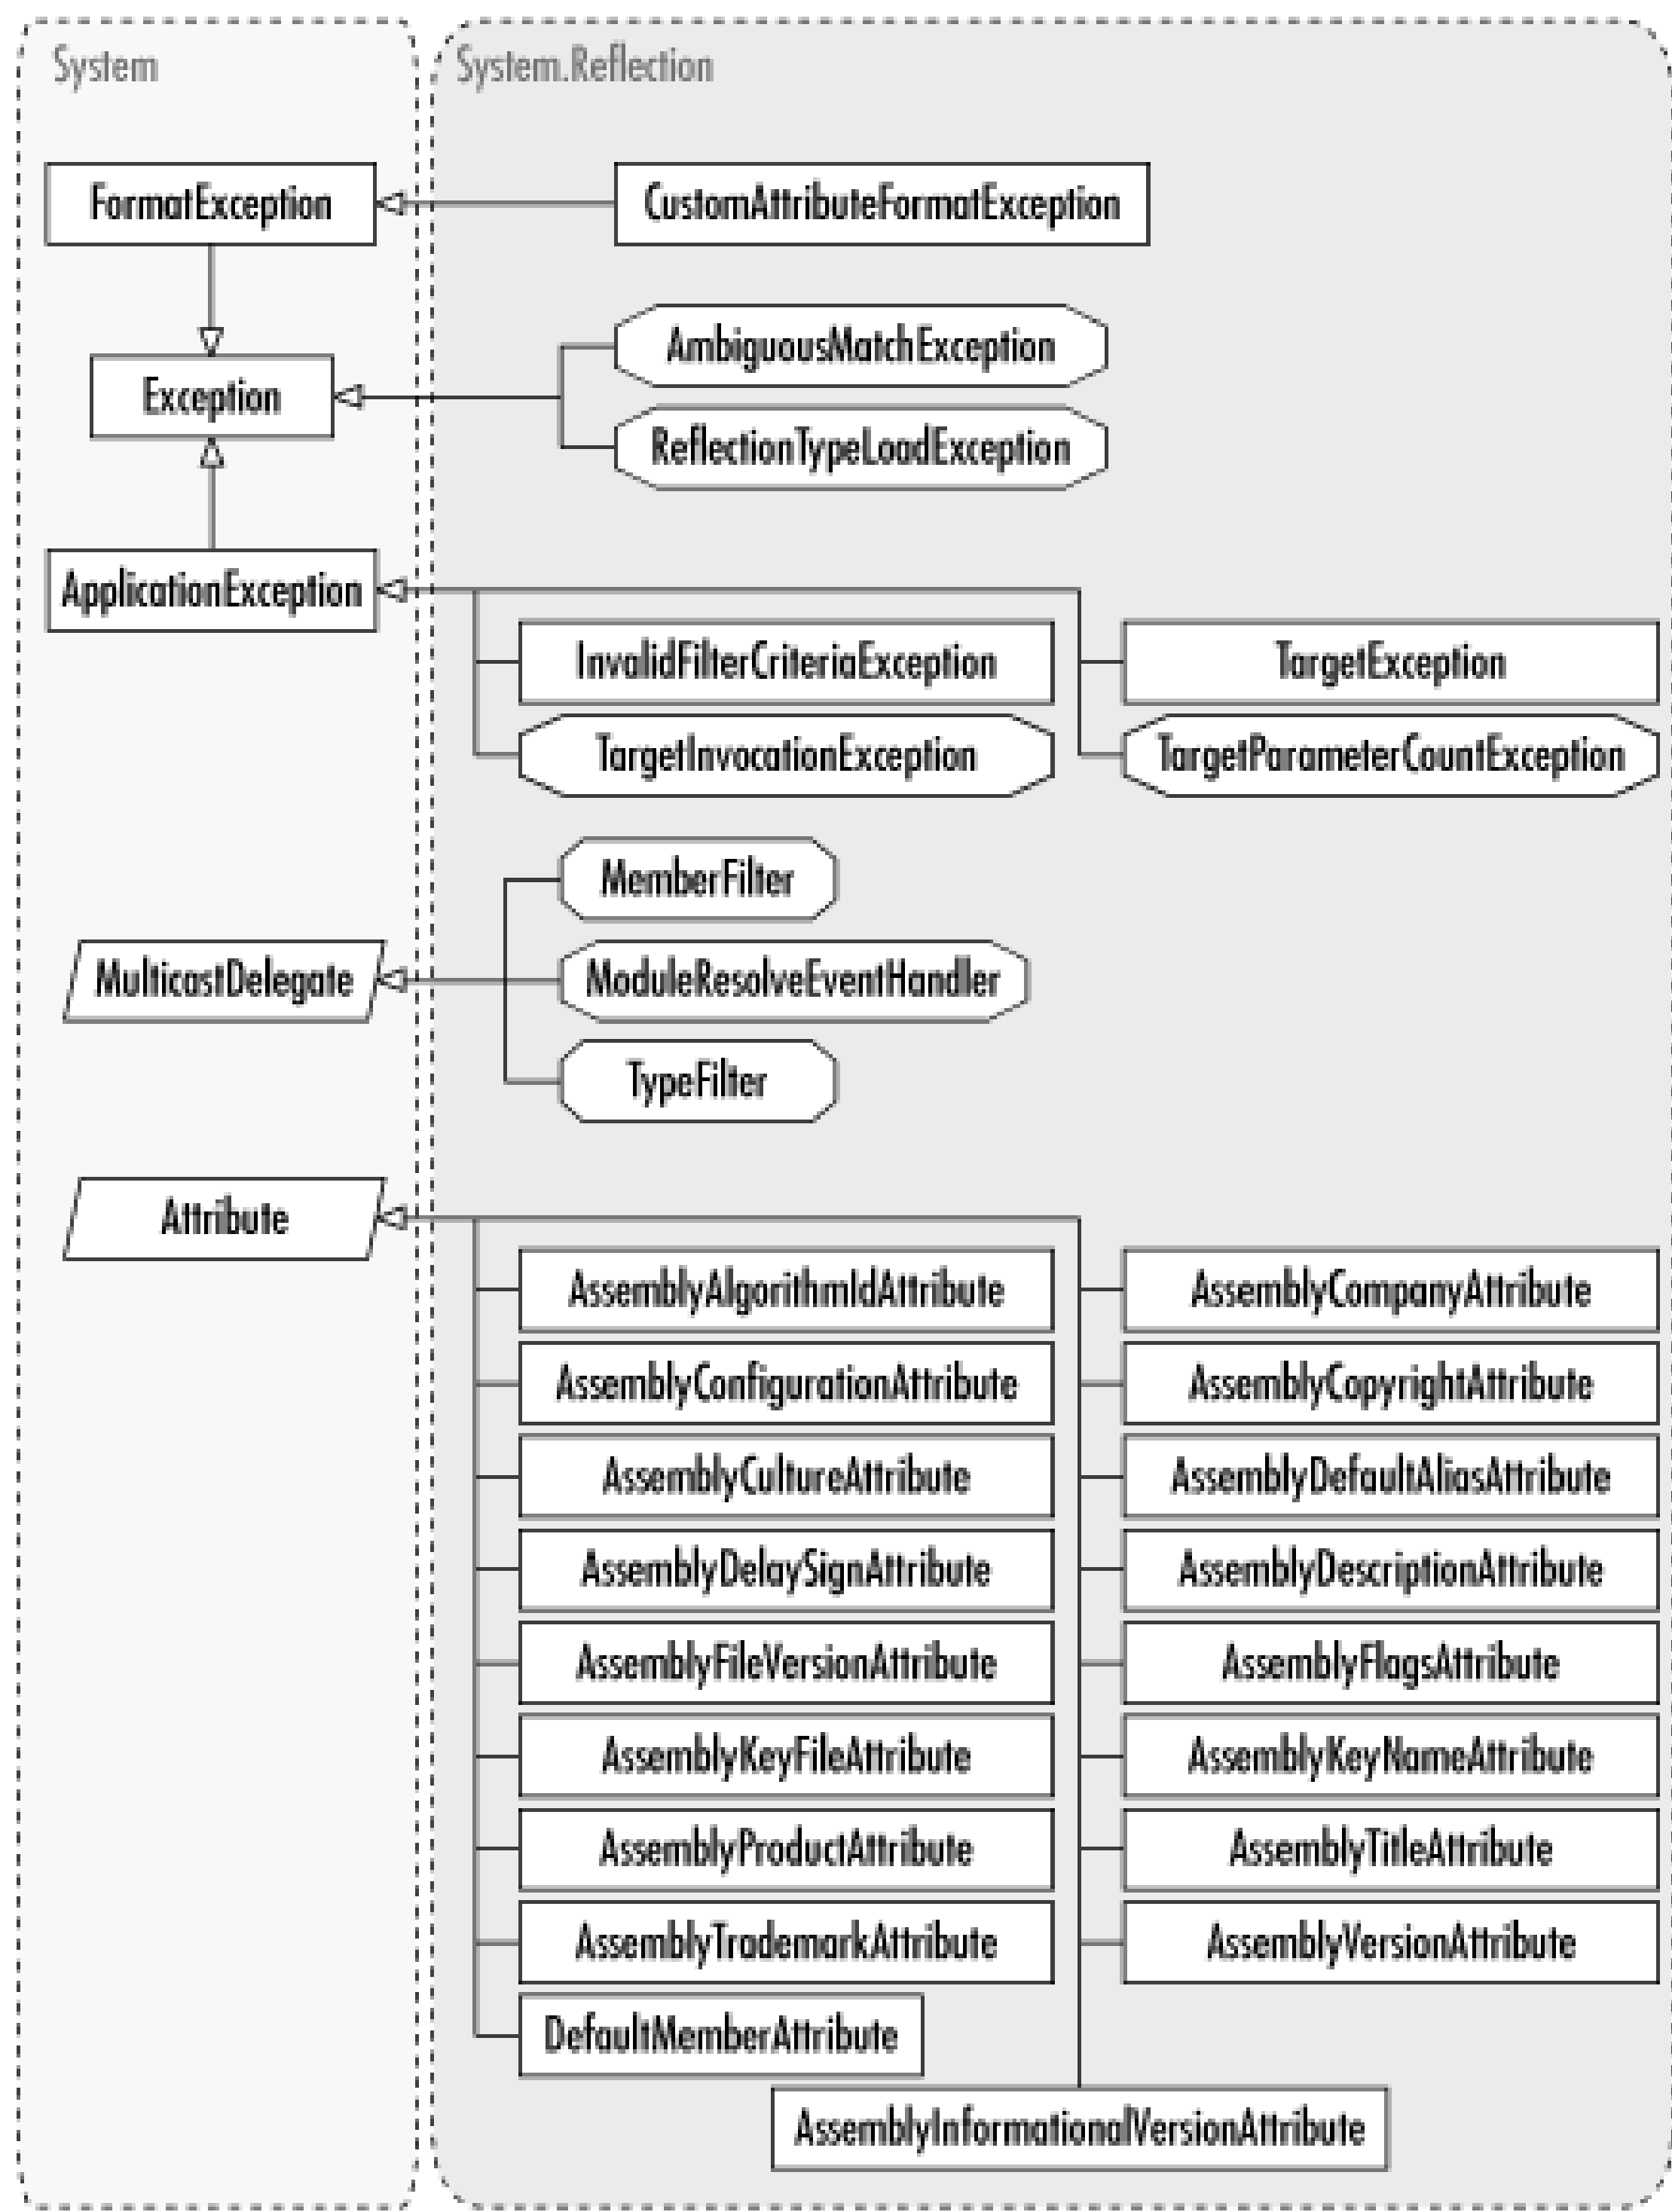 System
System.Reflection
FormatException
CustomAttributeFormatException
AmbiguousMatchException
Exception
ReflectionTypeLoadException
ApplicationException
InvalidFilterCriteriaException
TargetException
TargetInvocationException
TargetParameterCountException
MemberFilter
MulticastDelegate
ModuleResolveEventHandler
TypeFilter
Attribute
AssemblyAlgorithmIdAttribute
AssemblyCompanyAttribute
AssemblyConfigurationAttribute
AssemblyCopyrightAttribute
AssemblyCultureAttribute
AssemblyDefaultAliasAttribute
AssemblyDelaySignAttribute
AssemblyDescriptionAttribute
AssemblyFileVersionAttribute
AssemblyFlagsAttribute
AssemblyKeyFileAttribute
AssemblyKeyNameAttribute
AssemblyProductAttribute
AssemblyTitleAttribute
AssemblyTrademarkAttribute
AssemblyVersionAttribute
DefaultMemberAttribute
AssemblyInformationalVersionAttribute